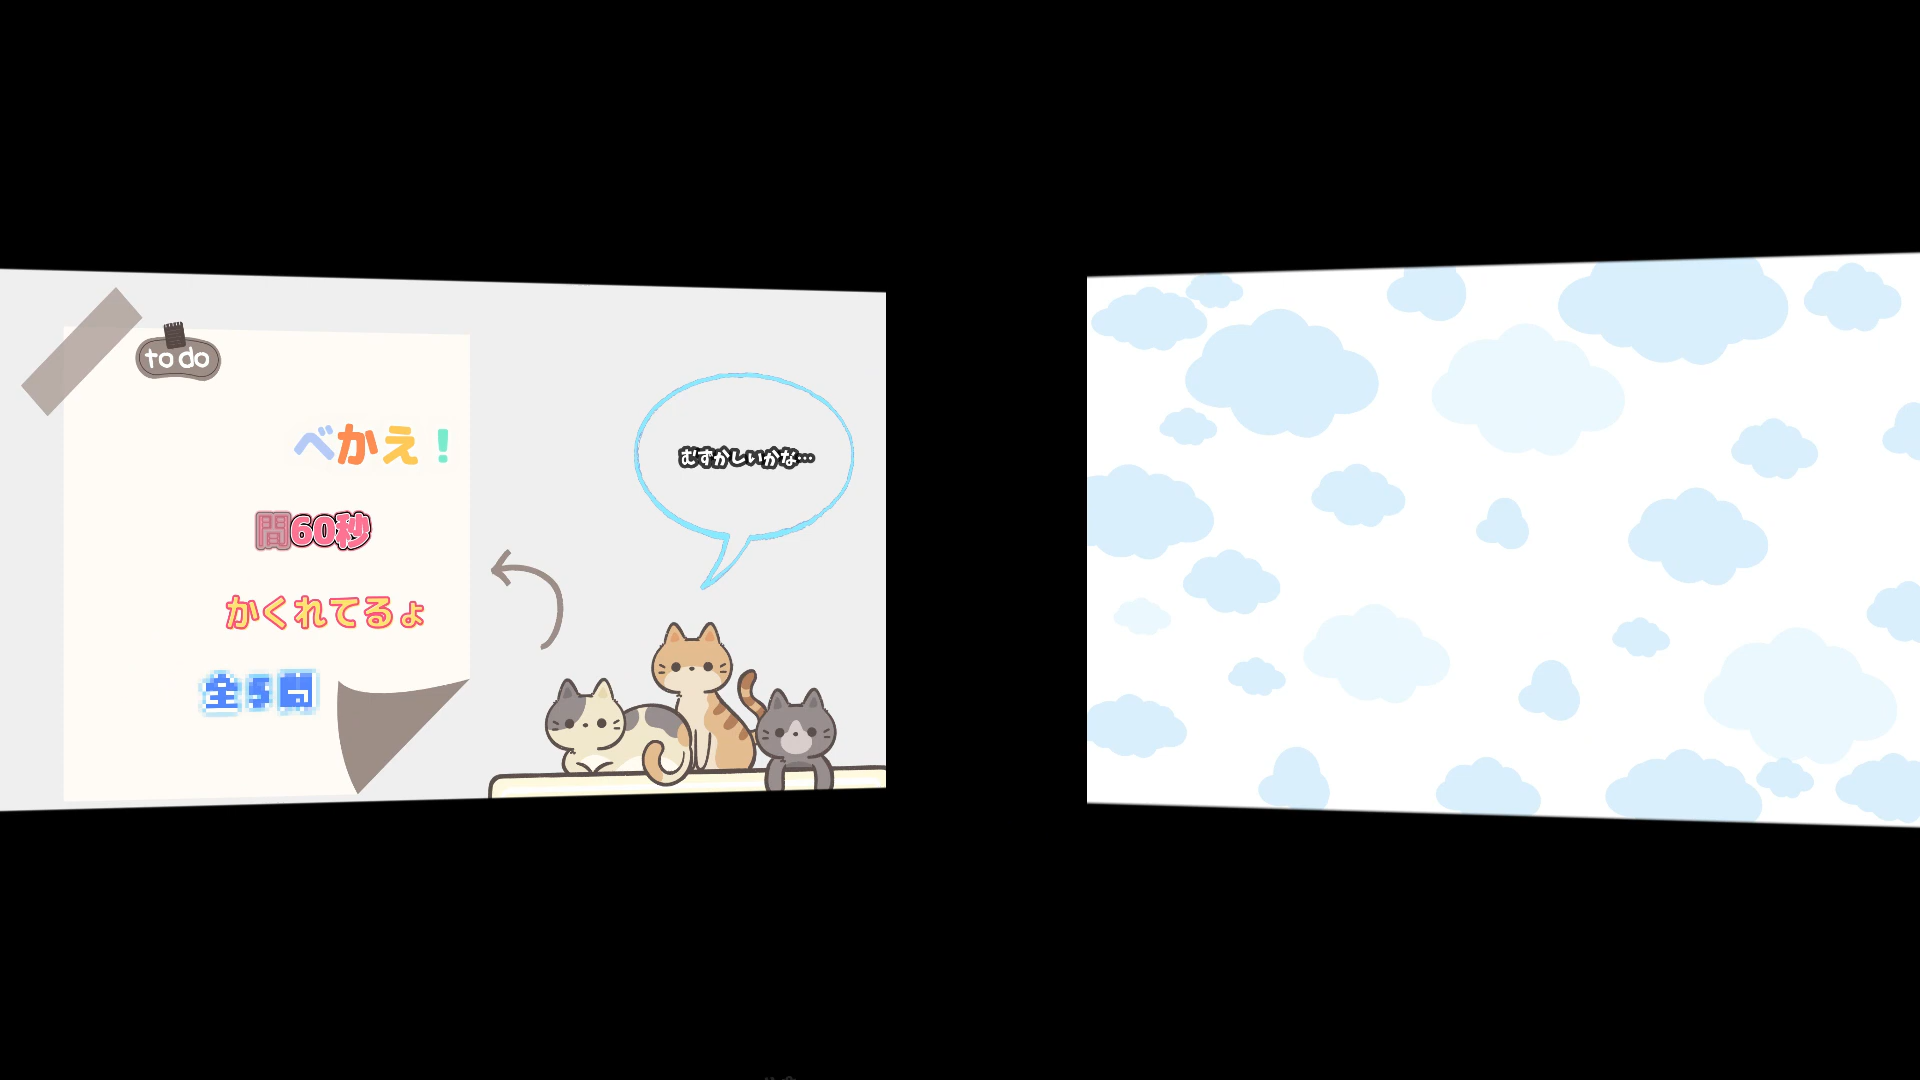 to do
べかえ！
間60秒
かくれてるょ
全5問
むずかしいかな…